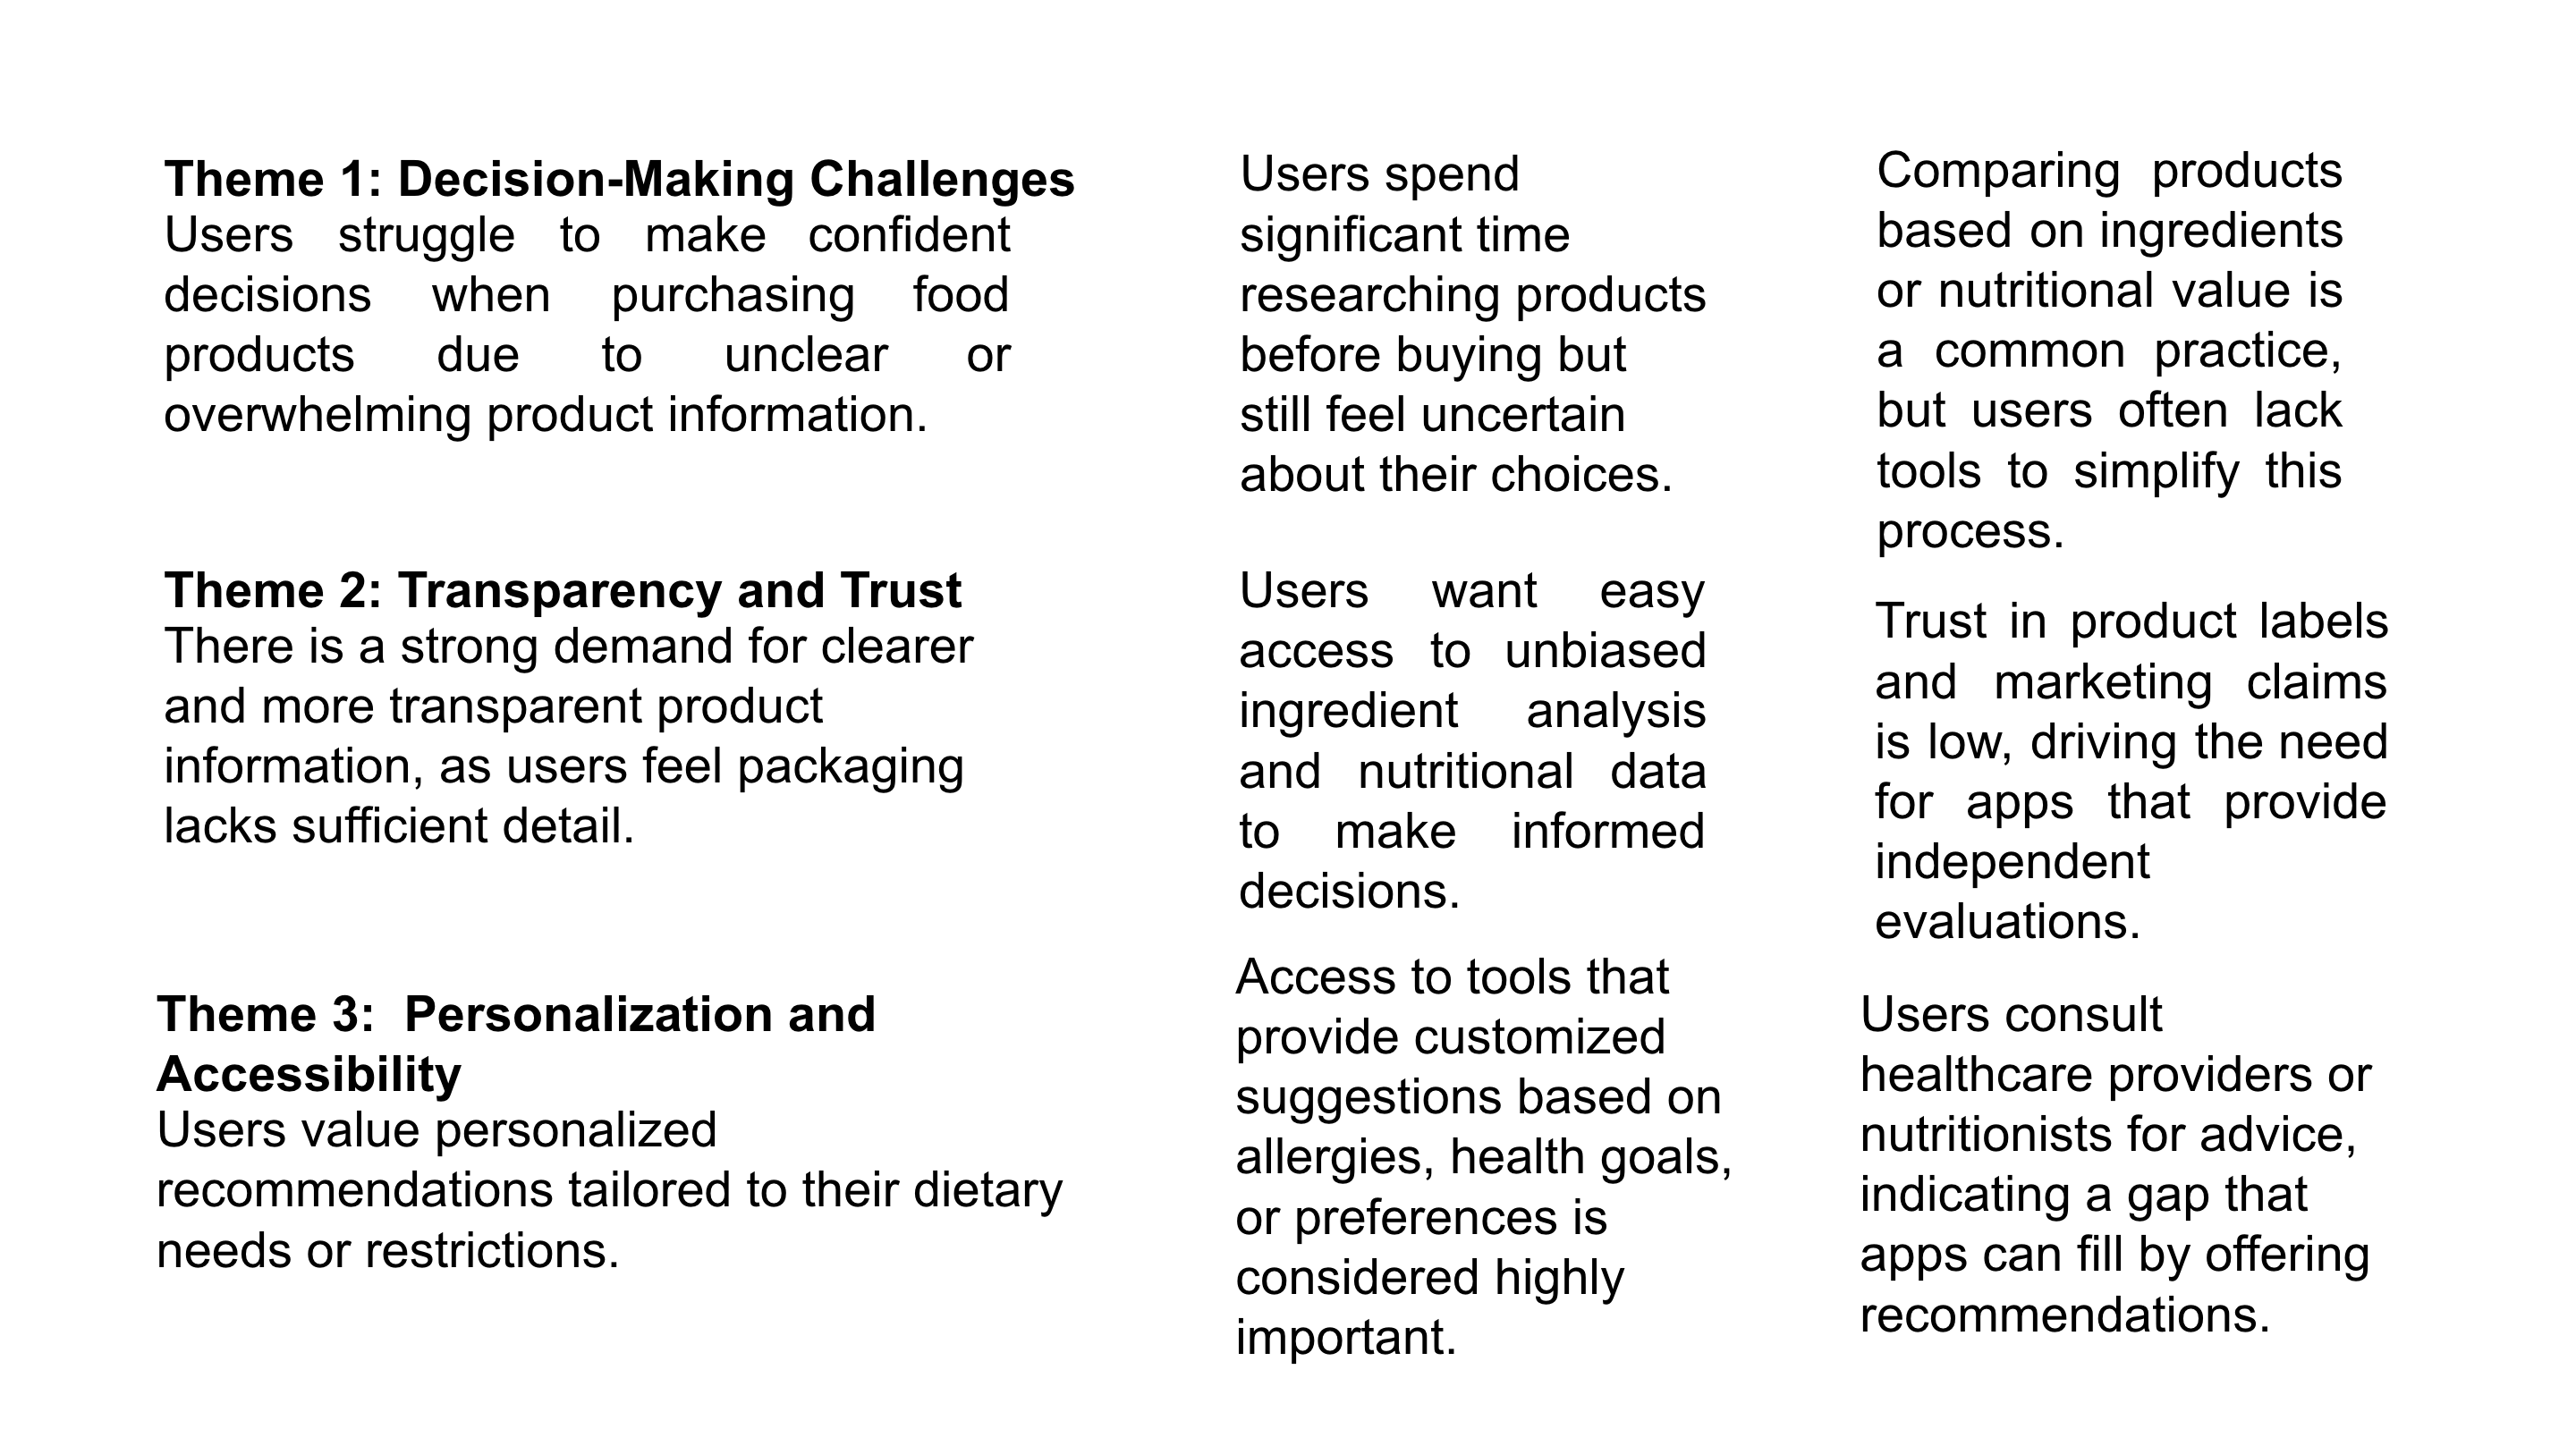 Theme 1: Decision-Making Challenges
Users struggle to make confident
decisions when purchasing food
products due to unclear or
overwhelming product information.
Users spend
significant time
researching products
before buying but
still feel uncertain
about their choices.
Comparing products
based on ingredients
or nutritional value is
a common practice,
but users often lack
tools to simplify this
process.
Theme 2: Transparency and Trust
There is a strong demand for clearer
and more transparent product
information, as users feel packaging
lacks sufficient detail.
Users want easy
access to unbiased
ingredient analysis
and nutritional data
to make informed
decisions.
Trust in product labels
and marketing claims
is low, driving the need
for apps that provide
independent
evaluations.
Theme 3: Personalization and
Accessibility
Users value personalized
recommendations tailored to their dietary
needs or restrictions.
Access to tools that
provide customized
suggestions based on
allergies, health goals,
or preferences is
considered highly
important.
Users consult
healthcare providers or
nutritionists for advice,
indicating a gap that
apps can fill by offering
recommendations.